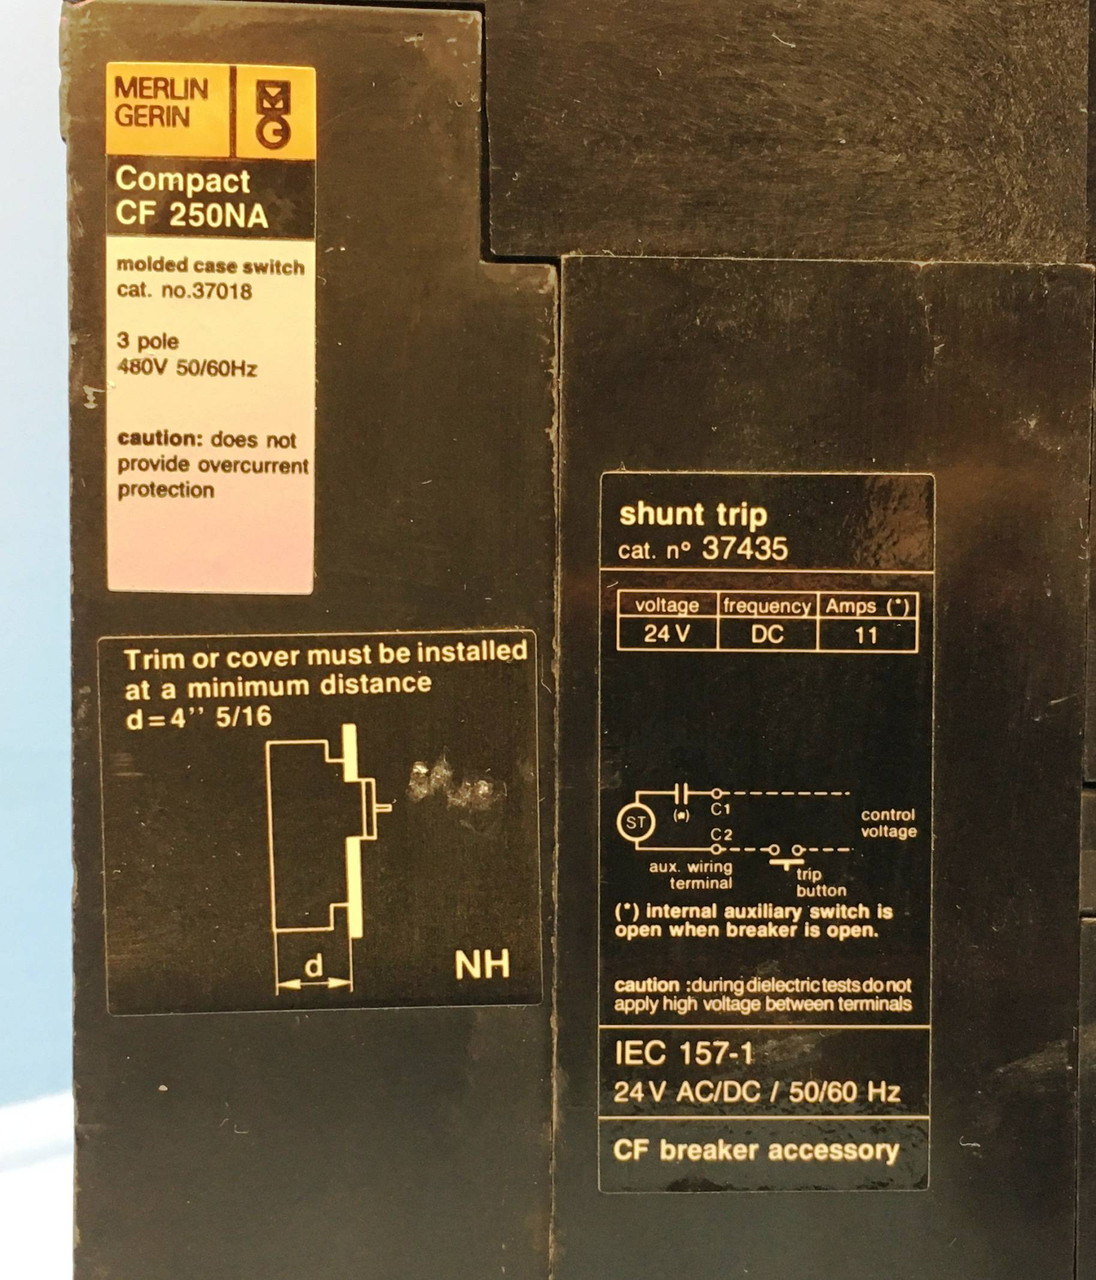 MERLIN
GERIN
MG
Compact
CF 250NA
molded case switch
cat. no.37018
3 pole
480V 50/60Hz
caution: does not
provide overcurrent
protection
Trim or cover must be installed
at a minimum distance
d=4’’ 5/16
d
NH
shunt trip
cat. nº 37435
voltage frequency Amps (*)
24 V DC 11
ST
(*)
C1
C2
control
voltage
aux. wiring
terminal
trip
button
(*) internal auxiliary switch is
open when breaker is open.
caution :during dielectric tests do not
apply high voltage between terminals
IEC 157-1
24 V AC/DC / 50/60 Hz
CF breaker accessory